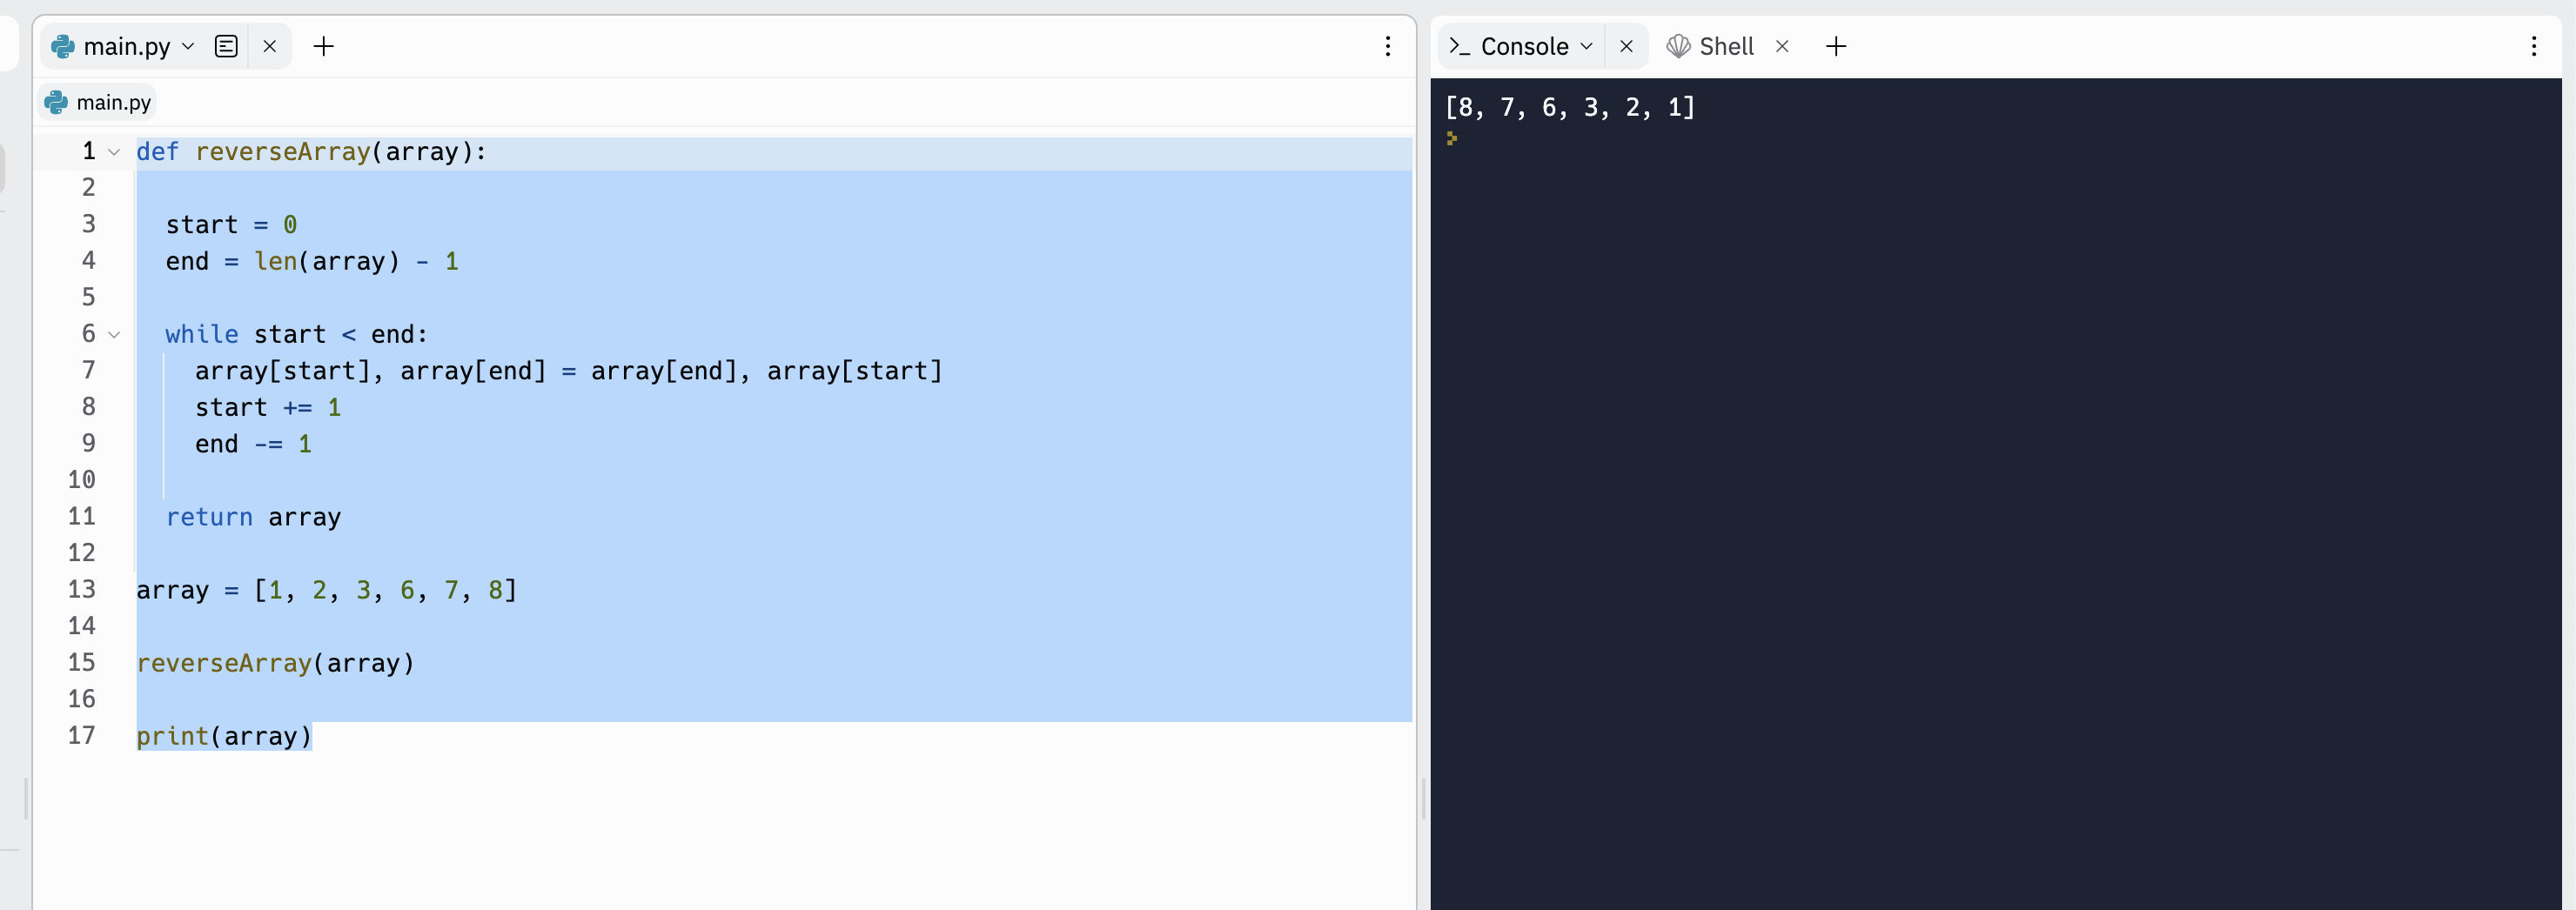 main.py
main.py
1 def reverseArray(array):
2
3 start = 0
4 end = len(array) - 1
5
6 while start < end:
7 array[start], array[end] = array[end], array[start]
8 start += 1
9 end -= 1
10
11 return array
12
13 array = [1, 2, 3, 6, 7, 8]
14
15 reverseArray(array)
16
17 print(array)
>_ Console
Shell
[8, 7, 6, 3, 2, 1]